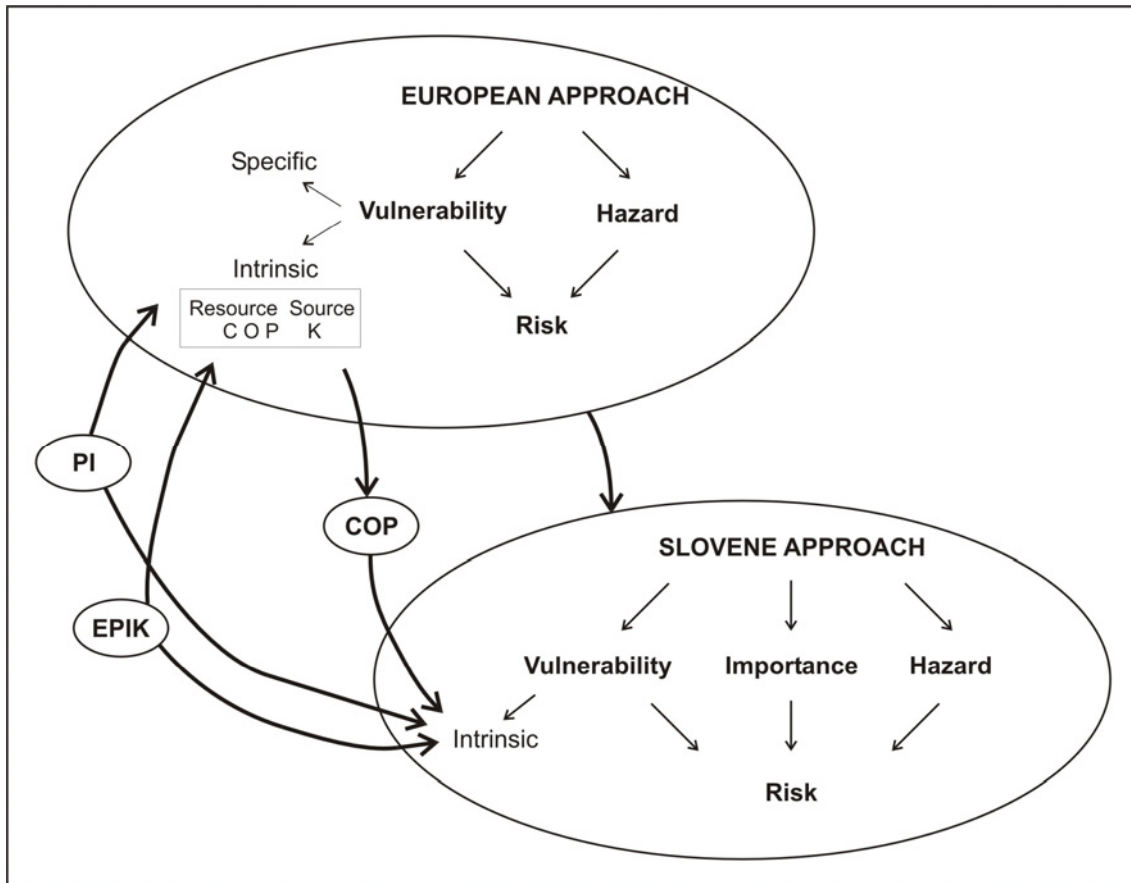 EUROPEAN APPROACH
Specific
Vulnerability Hazard
Intrinsic
Resource Source
C O P K
Risk
PI
COP
SLOVENE APPROACH
EPIK
Vulnerability Importance Hazard
Intrinsic
Risk